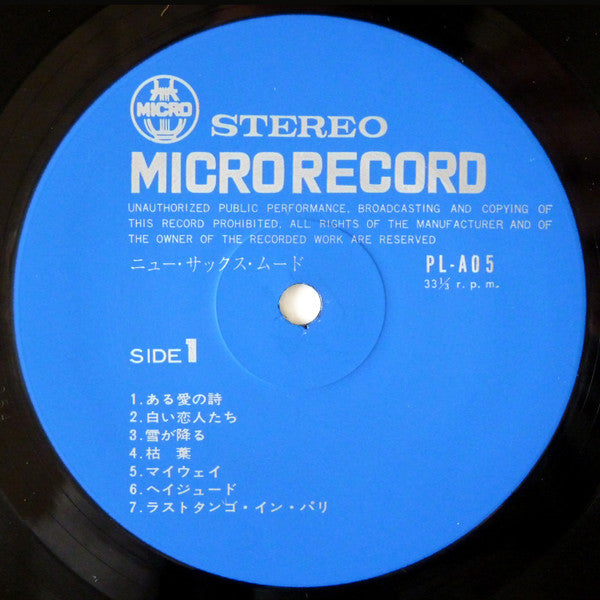 MICRO
STEREO
MICRO RECORD
UNAUTHORIZED PUBLIC PERFORMANCE, BROADCASTING AND COPYING OF
THIS RECORD PROHIBITED, ALL RIGHTS OF THE MANUFACTURER AND OF
THE OWNER OF THE RECORDED WORK ARE RESERVED
ニュー・サックス・ムード
PL-A05
33⅓ r.p.m.
SIDE 1
1.ある愛の詩
2.白い恋人たち
3.雪が降る
4.枯 葉
5.マイウェイ
6.ヘイジュード
7.ラストタンゴ・イン・パリ